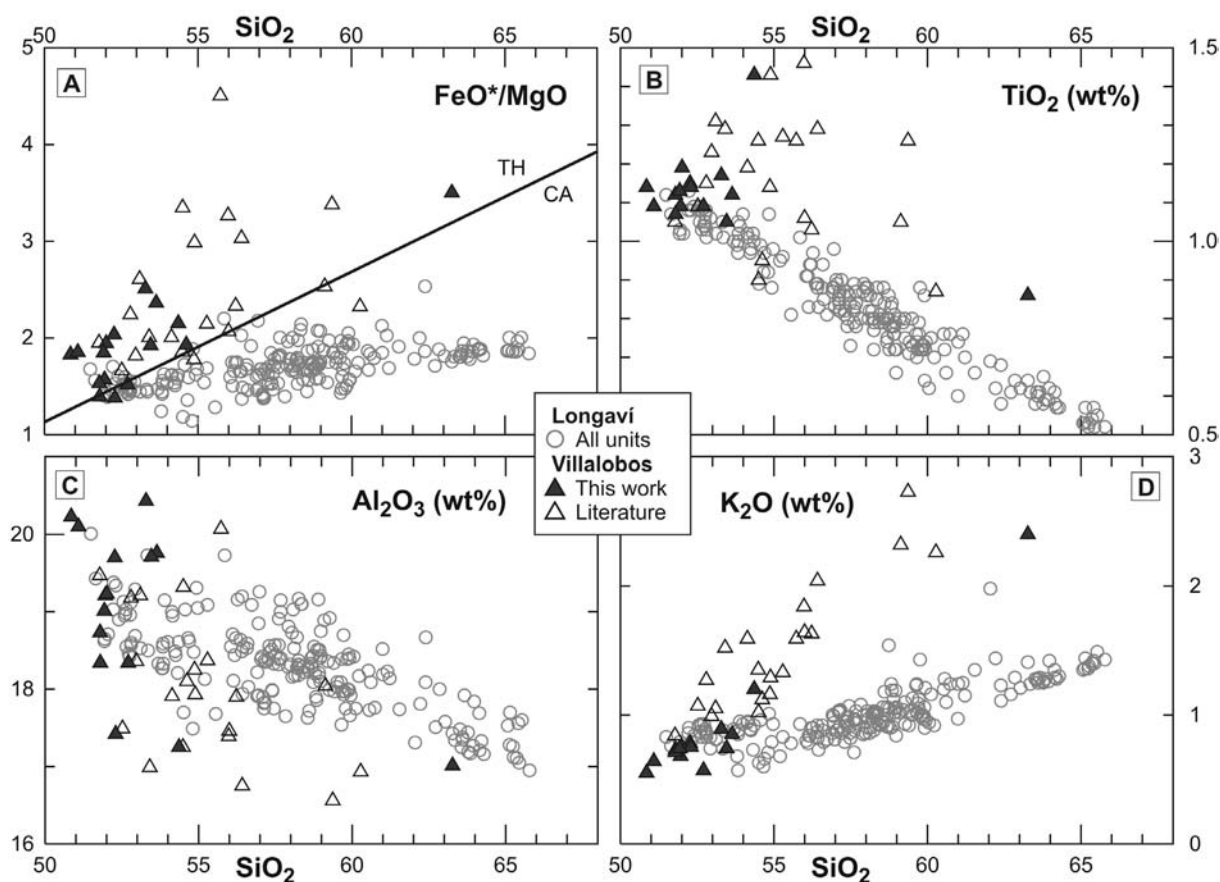 SiO2
SiO2
50 55 60 65
50 55 60 65
5
4
3
2
1
A
FeO*/MgO
TH
CA
B
TiO2 (wt%)
1.50
1.00
0.50
Longaví
All units
Villalobos
This work
Literature
C
Al2O3 (wt%)
20
18
16
D
K2O (wt%)
3
2
1
0
50 55 60 65
50 55 60 65
SiO2
SiO2